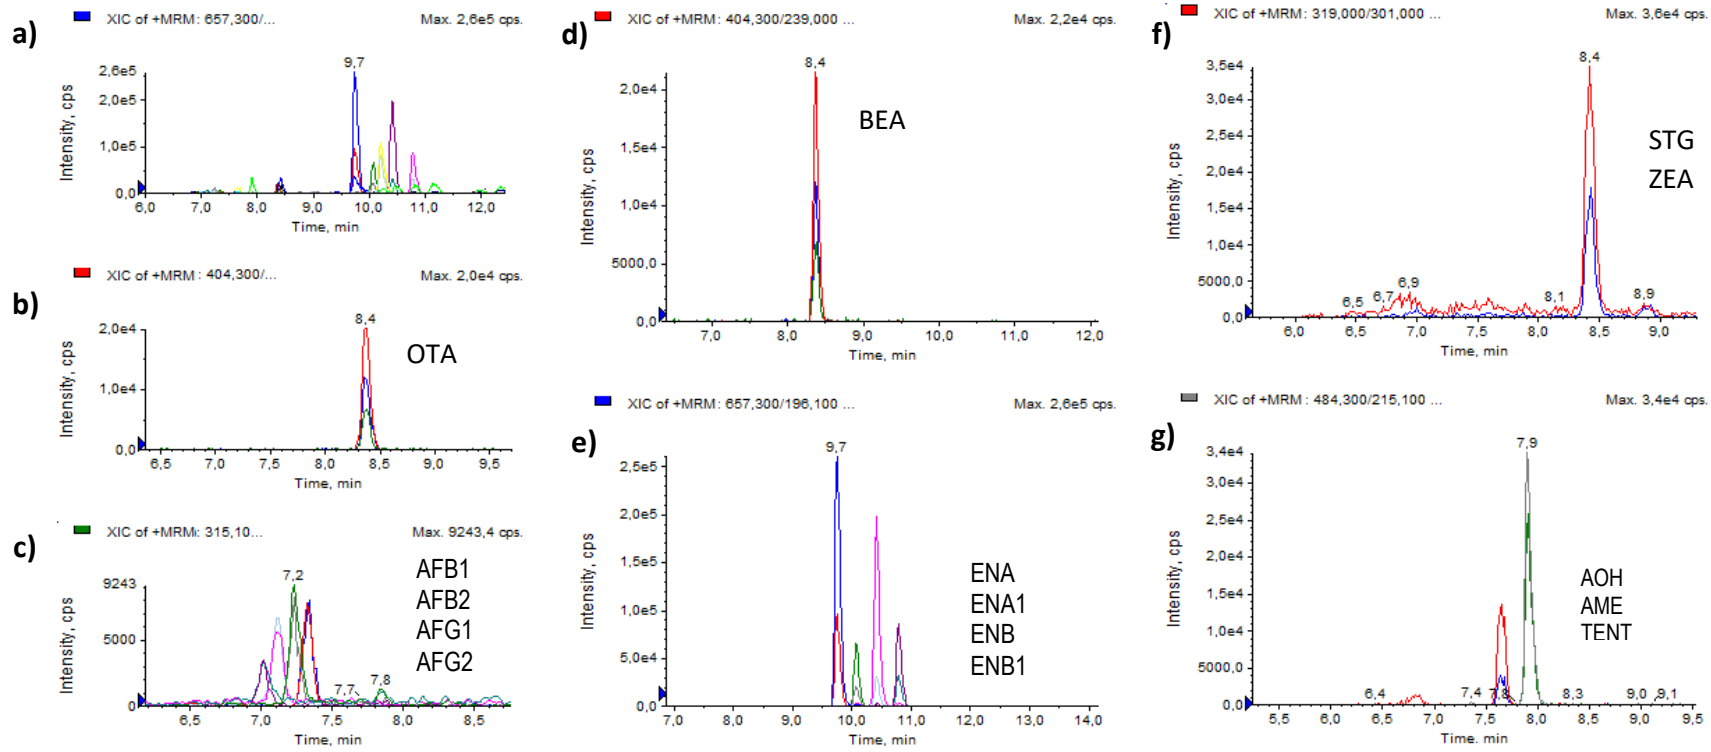 a)
XIC of +MRM: 657,300/...
Max. 2,6e5 cps.
Intensity, cps
2,6e5
2,0e5
1,0e5
0,0
9,7
6,0 7,0 8,0 9,0 10,0 11,0 12,0
Time, min
b)
XIC of +MRM : 404,300/...
Max. 2,0e4 cps.
Intensity, cps
2,0e4
1,0e4
0,0
8,4
OTA
6,5 7,0 7,5 8,0 8,5 9,0 9,5
Time, min
c)
XIC of +MRMi: 315,10...
Max. 9243,4 cps.
Intensity, cps
9243
5000
0,0
7,2
7,7
7,8
AFB1
AFB2
AFG1
AFG2
6,5 7,0 7,5 8,0 8,5
Time, min
d)
XIC of +MRM: 404,300/239,000 ...
Max. 2,2e4 cps.
Intensity, cps
2,0e4
1,5e4
1,0e4
5000,0
0,0
8,4
BEA
7,0 8,0 9,0 10,0 11,0 12,0
Time, min
e)
XIC of +MRM: 657,300/196,100 ...
Max. 2,6e5 cps.
Intensity, cps
2,5e5
2,0e5
1,5e5
1,0e5
5,0e4
0,0
9,7
ENA
ENA1
ENB
ENB1
7,0 8,0 9,0 10,0 11,0 12,0 13,0 14,0
Time, min
f)
XIC of +MRM: 319,000/301,000 ...
Max. 3,6e4 cps.
Intensity, cps
3,5e4
3,0e4
2,5e4
2,0e4
1,5e4
1,0e4
5000,0
0,0
6,5
6,7
6,9
8,1
8,4
8,9
STG
ZEA
6,0 6,5 7,0 7,5 8,0 8,5 9,0
Time, min
g)
XIC of +MRM : 484,300/215,100 ...
Max. 3,4e4 cps.
Intensity, cps
3,4e4
3,0e4
2,5e4
2,0e4
1,5e4
1,0e4
5000,0
0,0
6,4
7,4
7,8
7,9
8,3
9,0
9,1
AOH
AME
TENT
5,5 6,0 6,5 7,0 7,5 8,0 8,5 9,0 9,5
Time, min